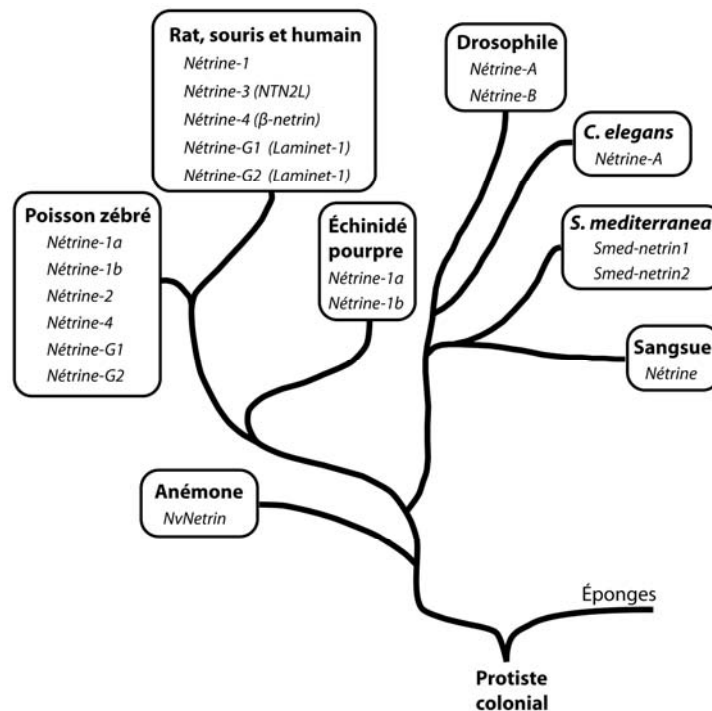 Rat, souris et humain
Nétrine-1
Nétrine-3 (NTN2L)
Nétrine-4 (β-netrin)
Nétrine-G1 (Laminet-1)
Nétrine-G2 (Laminet-1)
Drosophile
Nétrine-A
Nétrine-B
C. elegans
Nétrine-A
Poisson zébré
Nétrine-1a
Nétrine-1b
Nétrine-2
Nétrine-4
Nétrine-G1
Nétrine-G2
Échinidé
pourpre
Nétrine-1a
Nétrine-1b
S. mediterranea
Smed-netrin1
Smed-netrin2
Sangsue
Nétrine
Anémone
NvNetrin
Éponges
Protiste
colonial